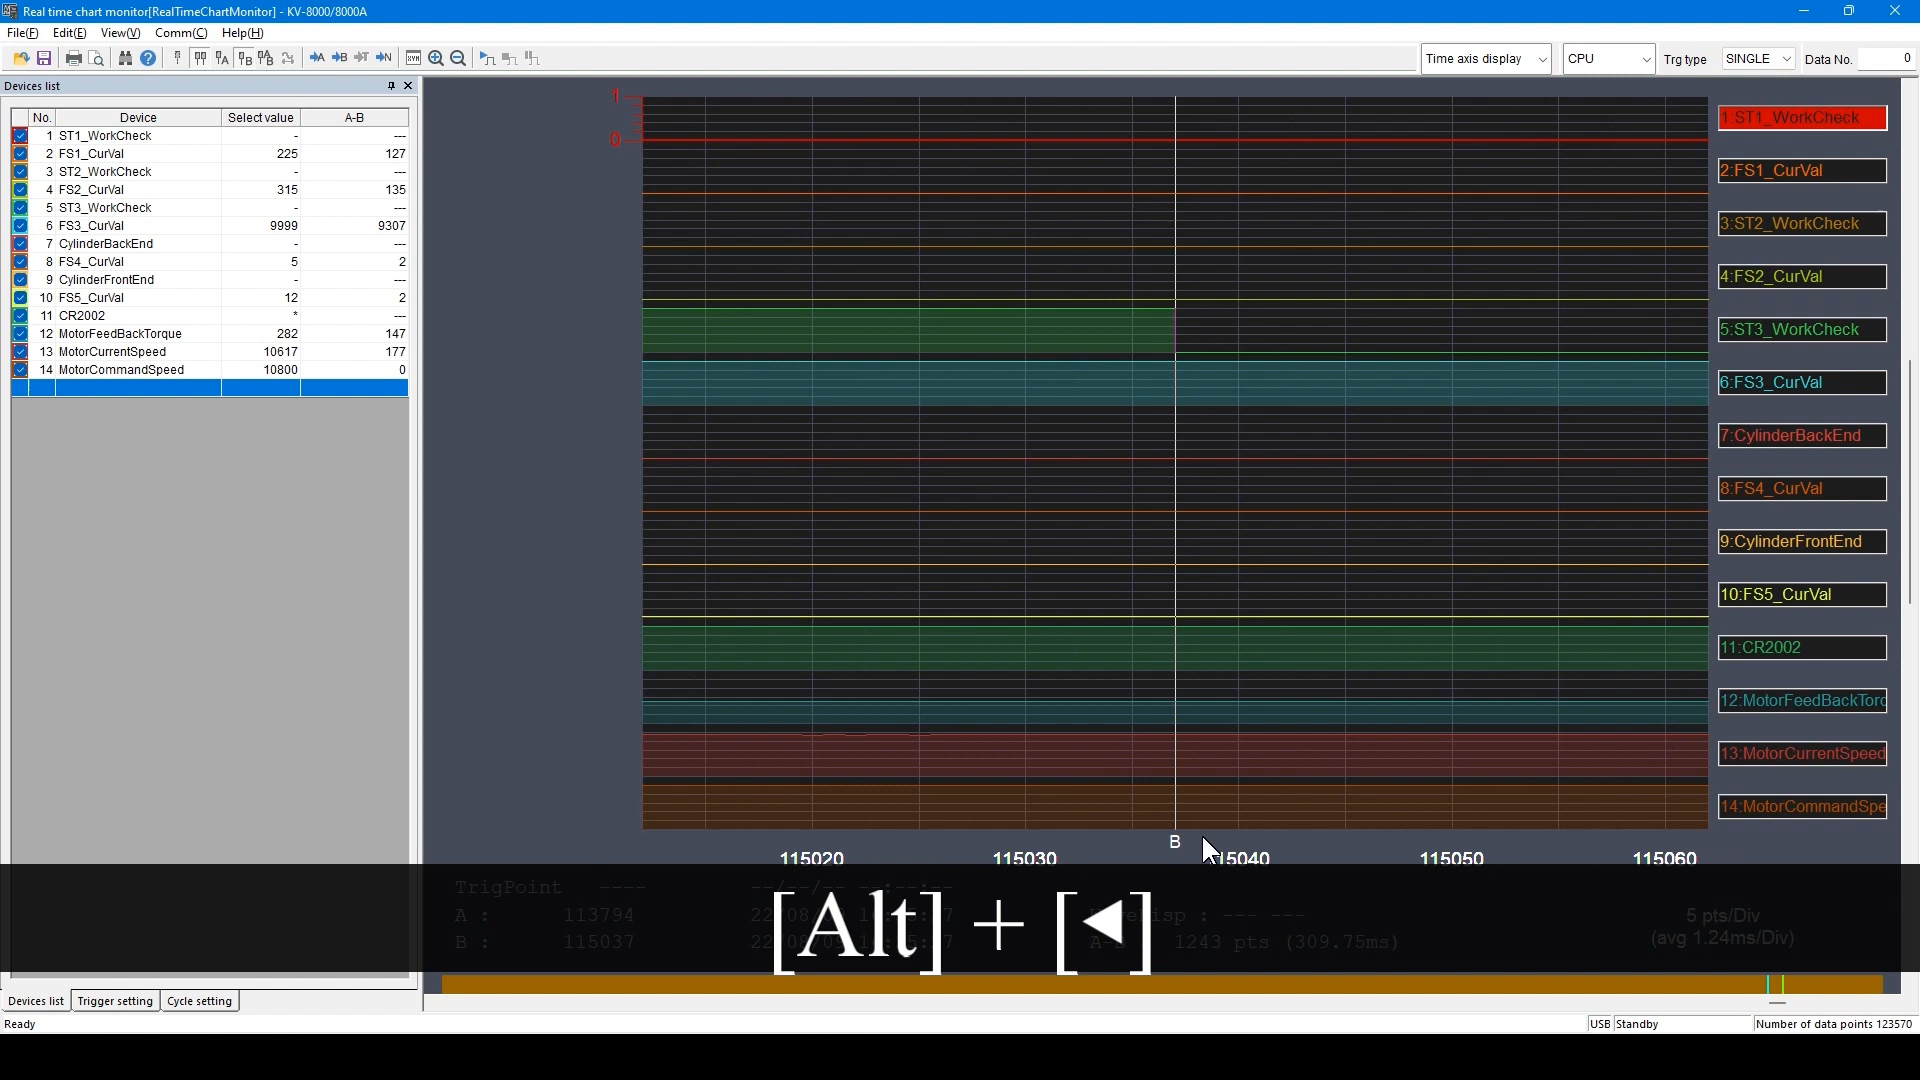 Real time chart monitor[RealTimeChartMonitor] - KV-8000/8000A
File(F) Edit(E) View(V) Comm(C) Help(H)
Time axis display CPU Trg type SINGLE Data No. 0
Devices list
No. Device Select value A-B
1 ST1_WorkCheck - ---
2 FS1_CurVal 225 127
3 ST2_WorkCheck - ---
4 FS2_CurVal 315 135
5 ST3_WorkCheck - ---
6 FS3_CurVal 9999 9307
7 CylinderBackEnd - ---
8 FS4_CurVal 5 2
9 CylinderFrontEnd - ---
10 FS5_CurVal 12 2
11 CR2002 * ---
12 MotorFeedBackTorque 282 147
13 MotorCurrentSpeed 10617 177
14 MotorCommandSpeed 10800 0
1
0
1:ST1_WorkCheck
2:FS1_CurVal
3:ST2_WorkCheck
4:FS2_CurVal
5:ST3_WorkCheck
6:FS3_CurVal
7:CylinderBackEnd
8:FS4_CurVal
9:CylinderFrontEnd
10:FS5_CurVal
11:CR2002
12:MotorFeedBackTorc
13:MotorCurrentSpeed
14:MotorCommandSpe
B
115020 115030 115040 115050 115060
TrigPoint ---- --/--/-- --:--:--
A : 113794
B : 115037
[Alt] + [◄]
1243 pts (309.75ms)
5 pts/Div
(avg 1.24ms/Div)
Devices list Trigger setting Cycle setting
Ready USB Standby Number of data points 123570